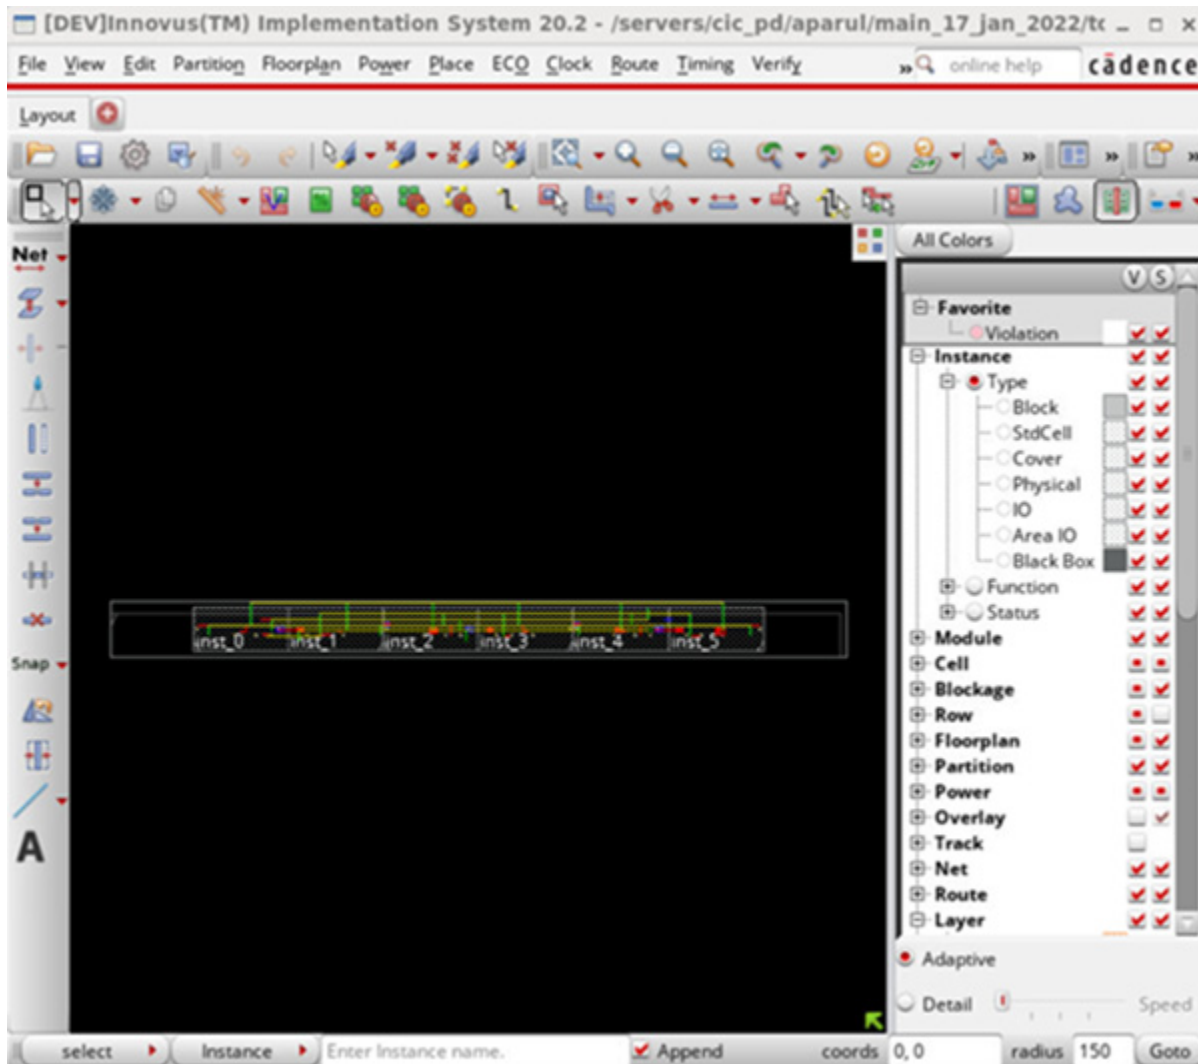 [DEV]Innovus(TM) Implementation System 20.2 - /servers/cic_pd/aparul/main_17_jan_2022/tc
File View Edit Partition Floorplan Power Place ECO Clock Route Timing Verify » online help cādence
Layout
» » »
Net
All Colors
V S
Favorite
Violation
Instance
Type
Block
StdCell
Cover
Physical
IO
Area IO
Black Box
Function
Status
inst_0 inst_1 inst_2 inst_3 inst_4 inst_5
Module
Cell
Snap
Blockage
Row
Floorplan
Partition
Power
Overlay
Track
A
Net
Route
Layer
Adaptive
Detail Speed
select Instance Enter Instance name. Append coords 0, 0 radius 150 Goto